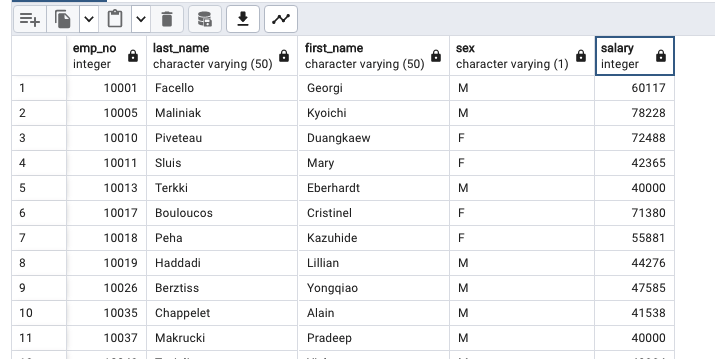 emp_no last_name first_name sex salary
integer character varying (50) character varying (50) character varying (1) integer
1 10001 Facello Georgi M 60117
2 10005 Maliniak Kyoichi M 78228
3 10010 Piveteau Duangkaew F 72488
4 10011 Sluis Mary F 42365
5 10013 Terkki Eberhardt M 40000
6 10017 Bouloucos Cristinel F 71380
7 10018 Peha Kazuhide F 55881
8 10019 Haddadi Lillian M 44276
9 10026 Berztiss Yongqiao M 47585
10 10035 Chappelet Alain M 41538
11 10037 Makrucki Pradeep M 40000